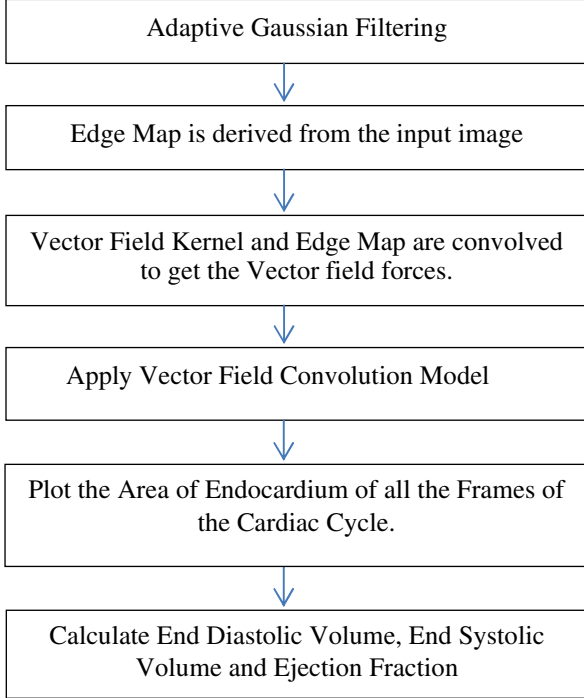 Adaptive Gaussian Filtering
Edge Map is derived from the input image
Vector Field Kernel and Edge Map are convolved
to get the Vector field forces.
Apply Vector Field Convolution Model
Plot the Area of Endocardium of all the Frames of
the Cardiac Cycle.
Calculate End Diastolic Volume, End Systolic
Volume and Ejection Fraction